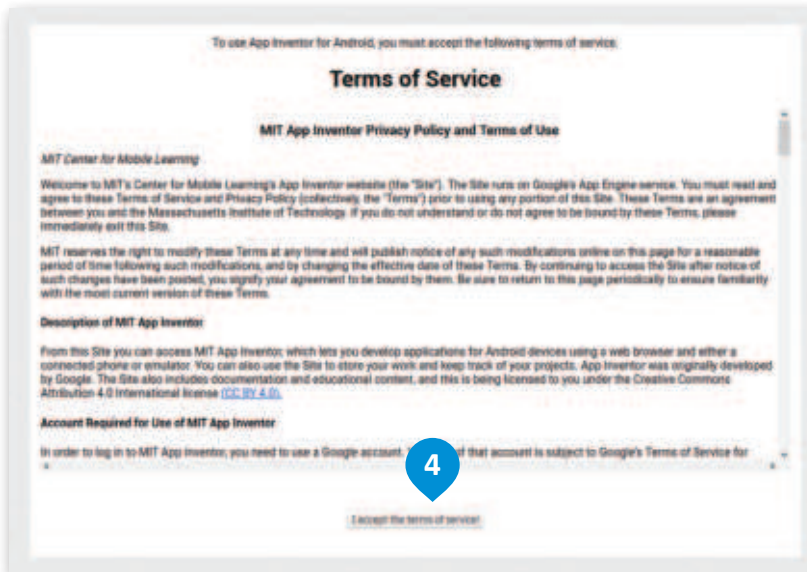 To use App Inventor for Android, you must accept the following terms of service.
Terms of Service
MIT App Inventor Privacy Policy and Terms of Use
MIT Center for Mobile Learning
Welcome to MIT's Center for Mobile Learning's App Inventor website (the "Site"). The Site runs on Google's App Engine service. You must read and
agree to these Terms of Service and Privacy Policy (collectively, the "Terms") prior to using any portion of this Site. These Terms are an agreement
between you and the Massachusetts Institute of Technology. If you do not understand or do not agree to be bound by these Terms, please
immediately exit this Site.
MIT reserves the right to modify these Terms at any time and will publish notice of any such modifications online on this page for a reasonable
period of time following such modifications, and by changing the effective date of these Terms. By continuing to access the Site after notice of
such changes have been posted, you signify your agreement to be bound by them. Be sure to return to this page periodically to ensure familiarity
with the most current version of these Terms.
Description of MIT App Inventor
From this Site you can access MIT App Inventor, which lets you develop applications for Android devices using a web browser and either a
connected phone or emulator. You can also use the Site to store your work and keep track of your projects. App Inventor was originally developed
by Google. The Site also includes documentation and educational content, and this is being licensed to you under the Creative Commons
Attribution 4.0 International license (CC BY 4.0).
Account Required for Use of MIT App Inventor
In order to log in to MIT App Inventor, you need to use a Google account. of that account is subject to Google's Terms of Service for
4
I accept the terms of service!